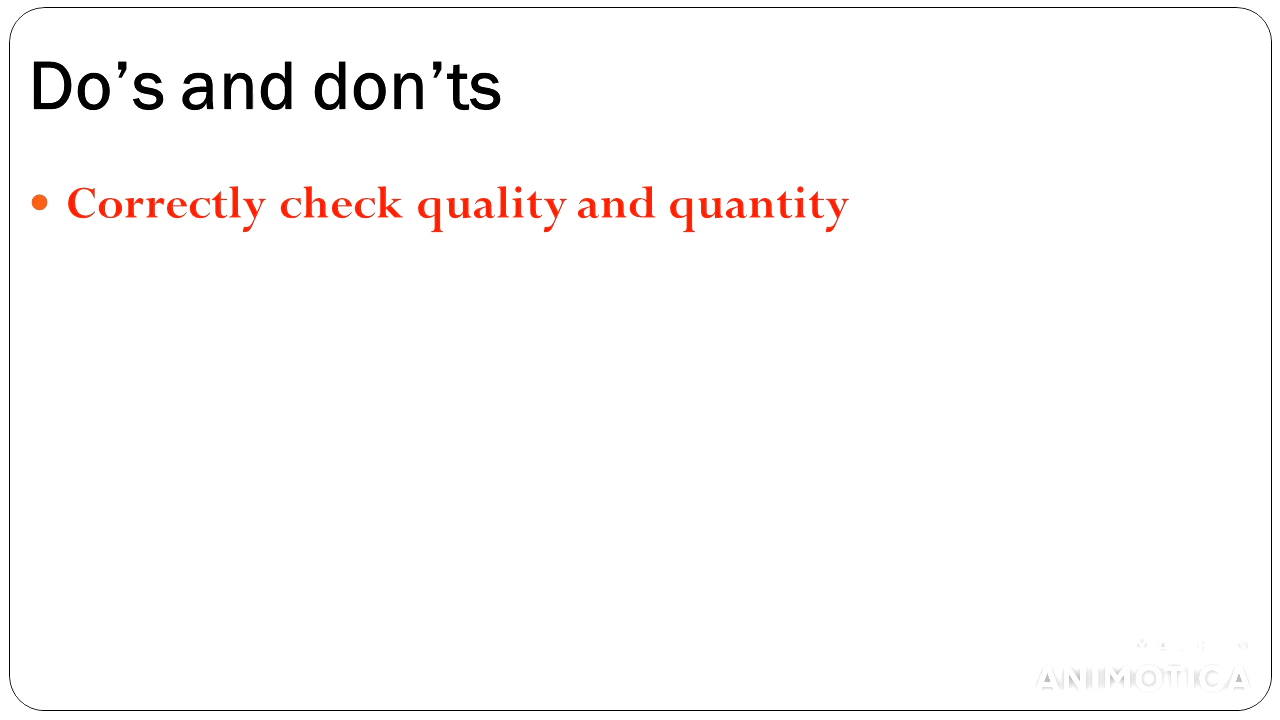 Do’s and don’ts
Correctly check quality and quantity
ANIMOTICA